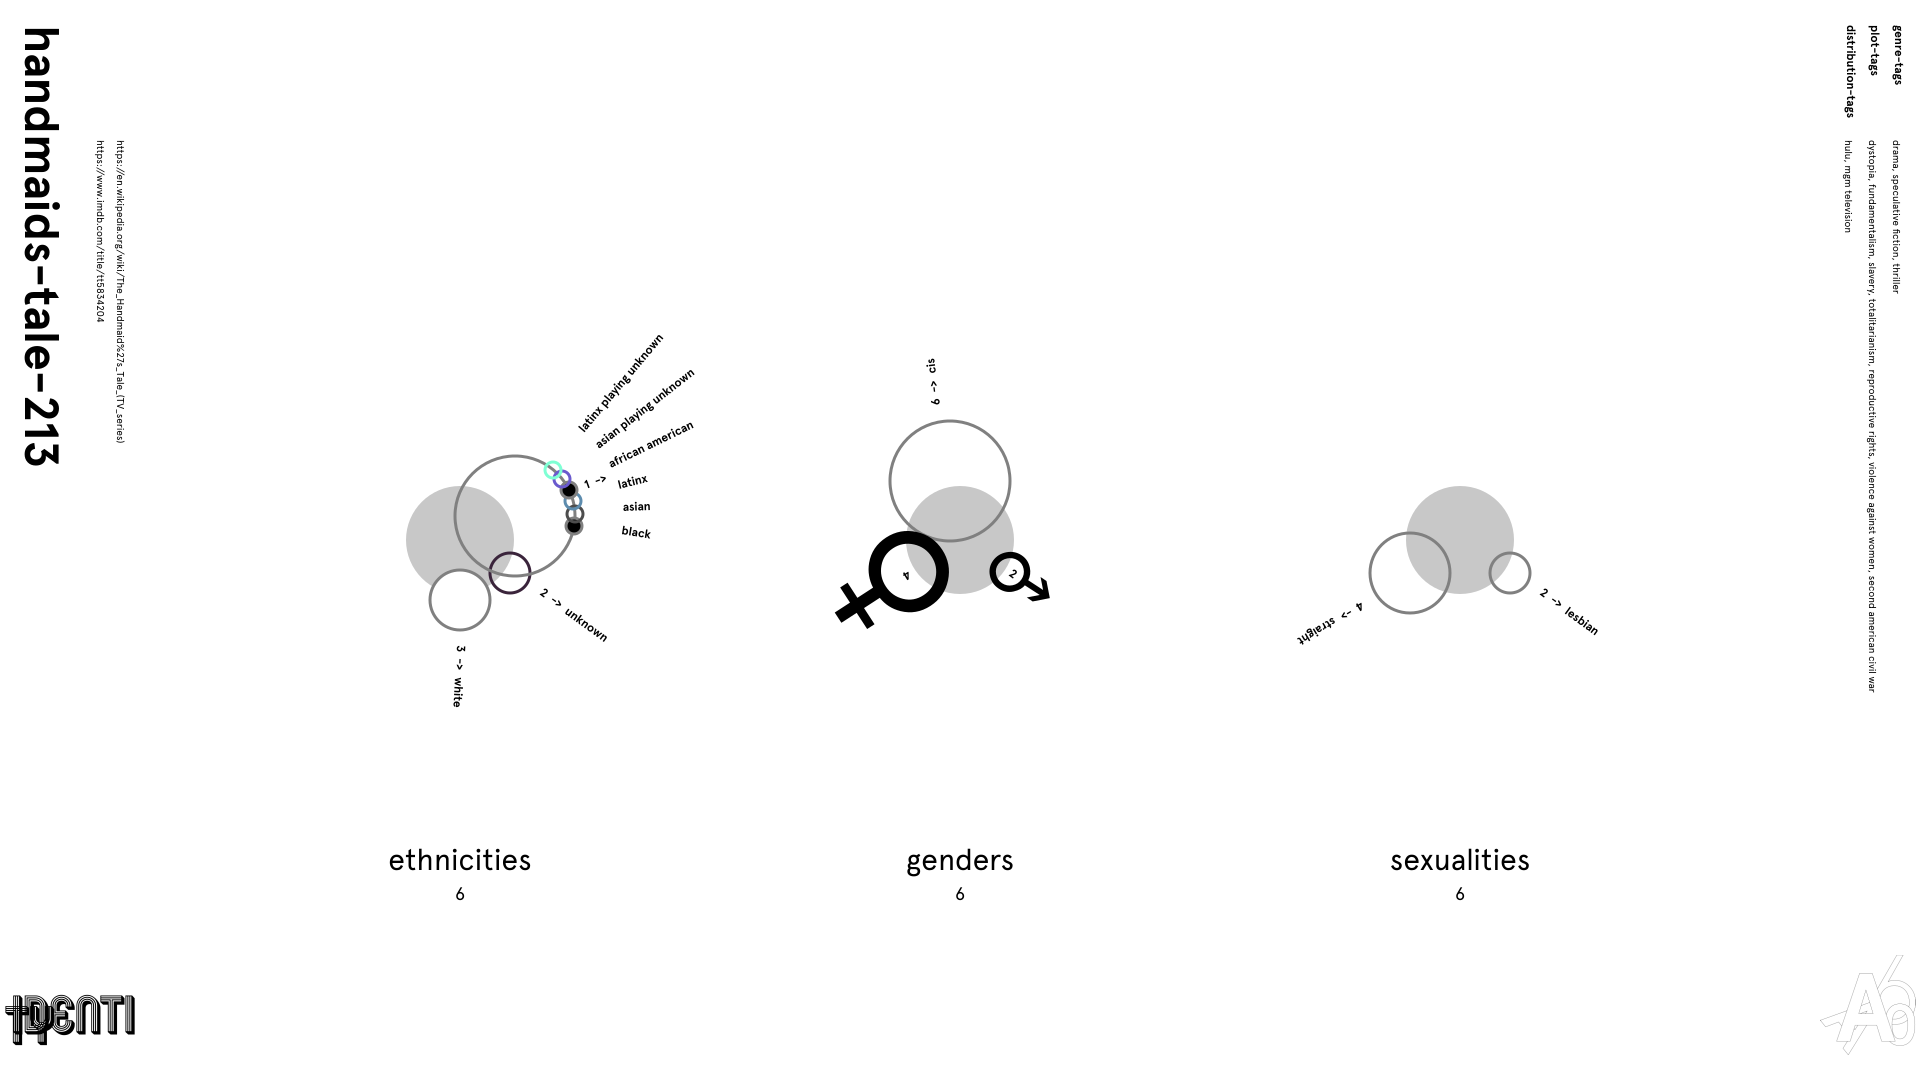 handmaids-tale-213
https://en.wikipedia.org/wiki/The_Handmaid%27s_Tale_(TV_series)
https://www.imdb.com/title/tt5834204
genre-tags
drama, speculative fiction, thriller
plot-tags
dystopia, fundamentalism, slavery, totalitarianism, reproductive rights, violence against women, second american civil war
distribution-tags
hulu, mgm television
latinx playing unknown
asian playing unknown
african american
1 ->
latinx
asian
black
2 -> unknown
3 -> white
ethnicities
6
6 -> cis
4
2
genders
6
4 -> straight
2 -> lesbian
sexualities
6
IDENTI